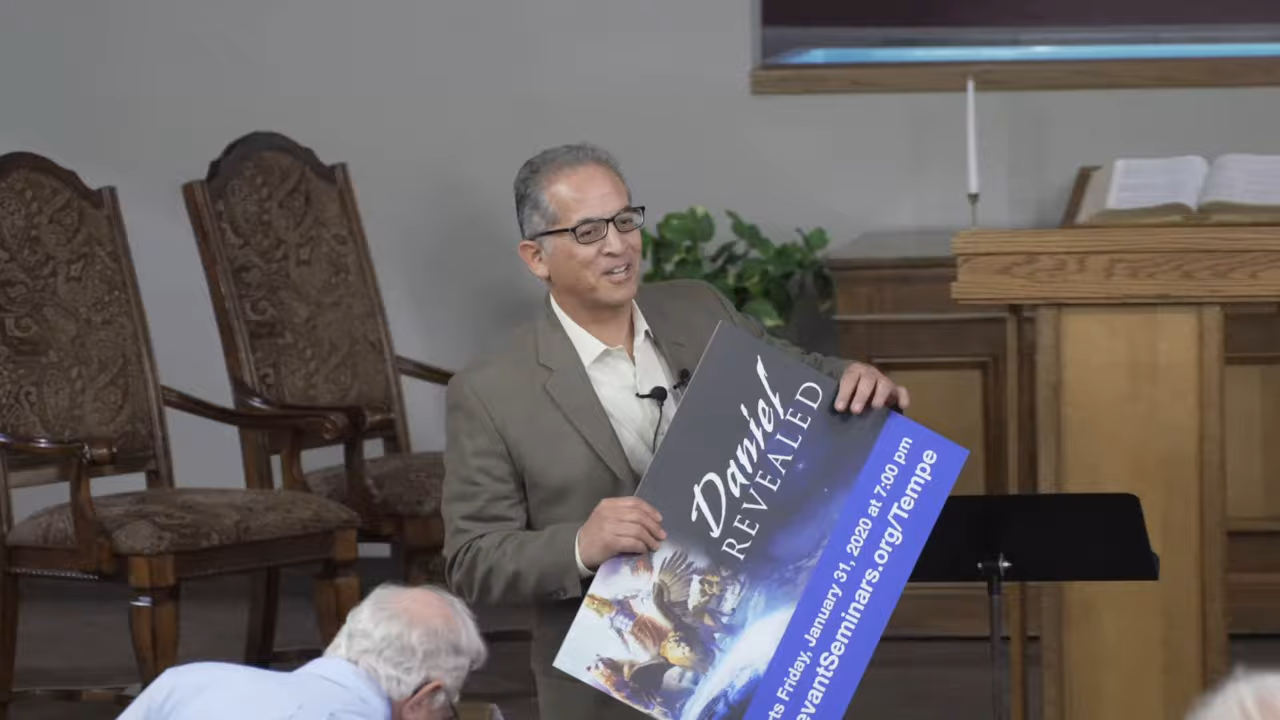 Daniel
REVEALED
rts Friday, January 31, 2020 at 7:00 pm
evantSeminars.org/Tempe